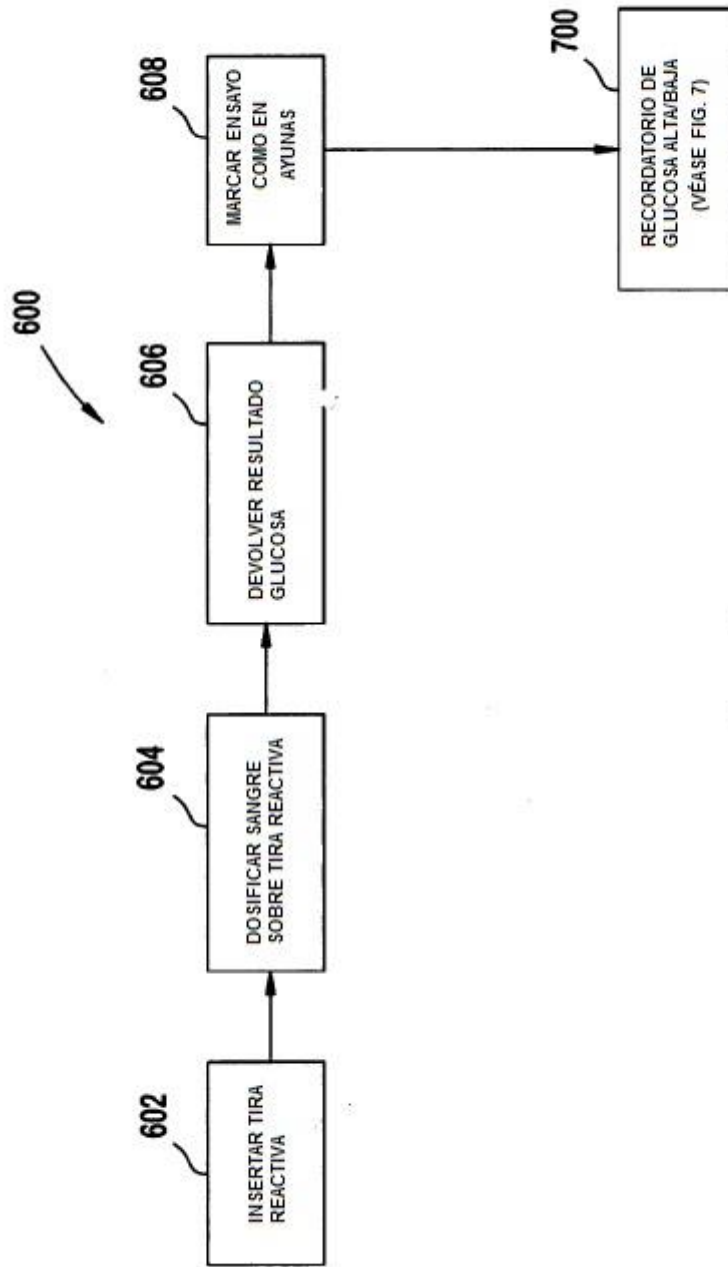 600
602
INSERTAR TIRA
REACTIVA
604
DOSIFICAR SANGRE
SOBRE TIRA REACTIVA
606
DEVOLVER RESULTADO
GLUCOSA
608
MARCAR ENSAYO
COMO EN
AYUNAS
700
RECORDATORIO DE
GLUCOSA ALTA/BAJA
(VÉASE FIG. 7)